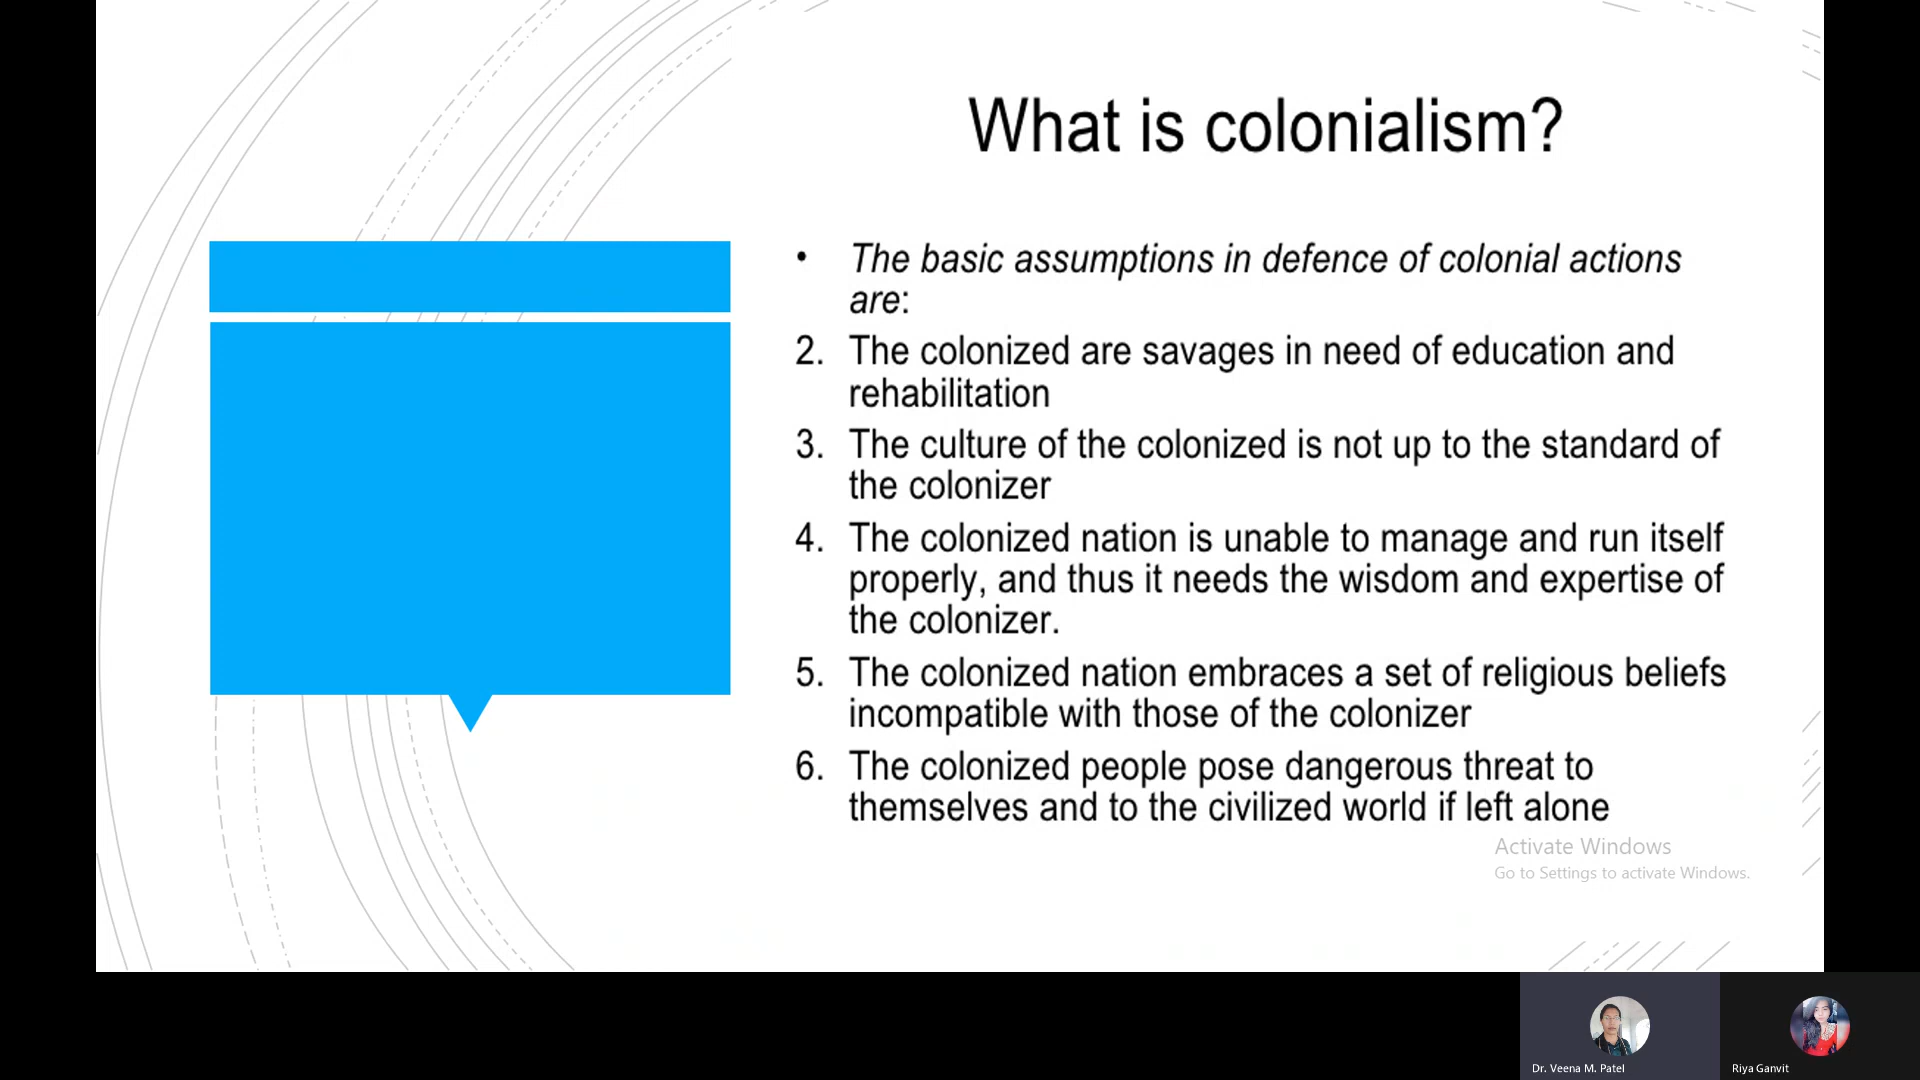 What is colonialism?
• The basic assumptions in defence of colonial actions
are:
2. The colonized are savages in need of education and
rehabilitation
3. The culture of the colonized is not up to the standard of
the colonizer
4. The colonized nation is unable to manage and run itself
properly, and thus it needs the wisdom and expertise of
the colonizer.
5. The colonized nation embraces a set of religious beliefs
incompatible with those of the colonizer
6. The colonized people pose dangerous threat to
themselves and to the civilized world if left alone
Activate Windows
Go to Settings to activate Windows.
Dr. Veena M. Patel
Riya Ganvit